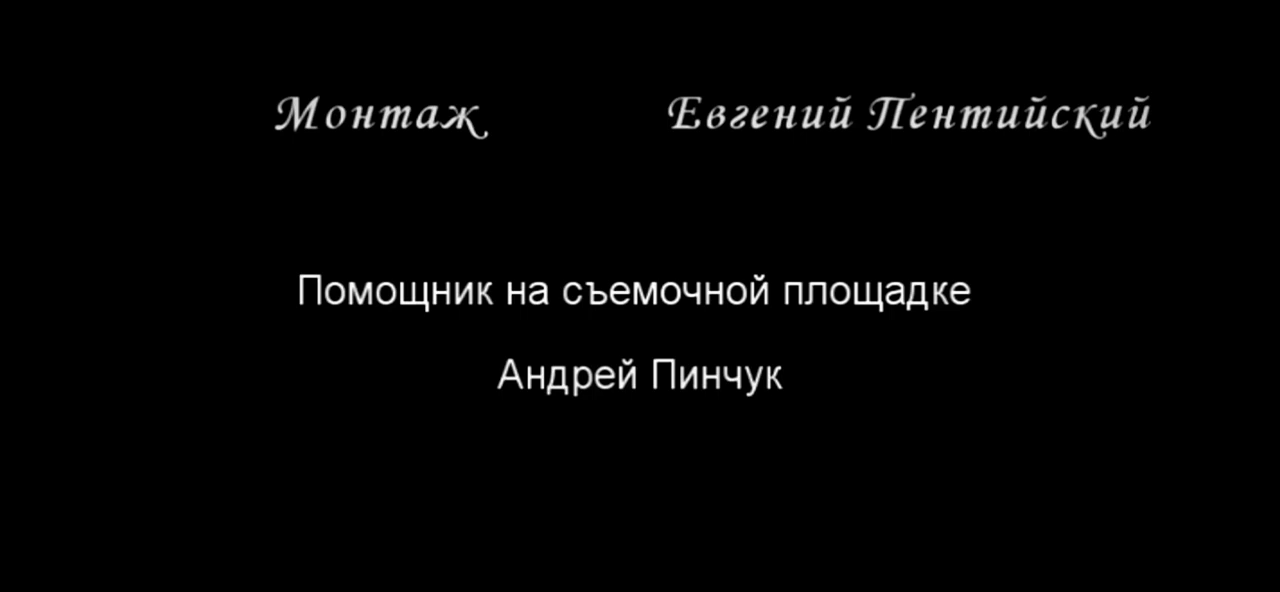 Монтаж Евгений Пентийский
Помощник на съемочной площадке
Андрей Пинчук